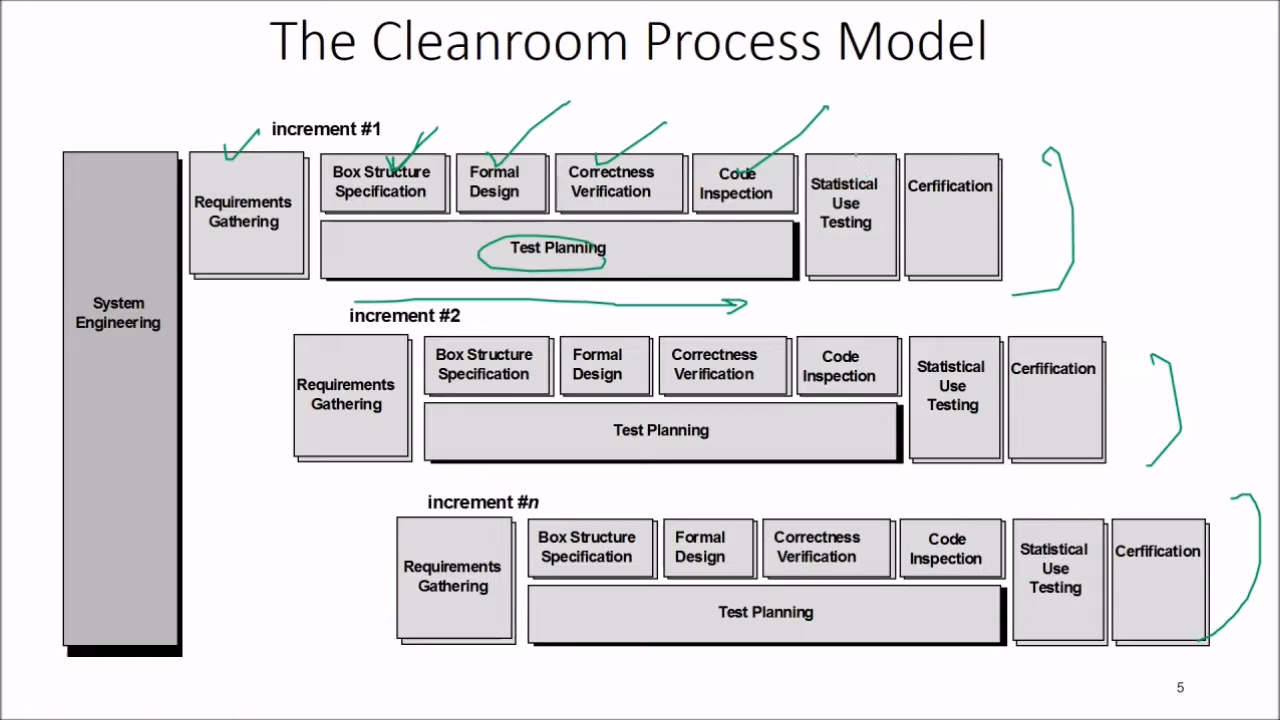 The Cleanroom Process Model
increment #1
System
Engineering
Requirements
Gathering
Box Structure
Specification
Formal
Design
Correctness
Verification
Code
Inspection
Test Planning
Statistical
Use
Testing
Cerfification
increment #2
Requirements
Gathering
Box Structure
Specification
Formal
Design
Correctness
Verification
Code
Inspection
Test Planning
Statistical
Use
Testing
Cerfification
increment #n
Requirements
Gathering
Box Structure
Specification
Formal
Design
Correctness
Verification
Code
Inspection
Test Planning
Statistical
Use
Testing
Cerfification
5